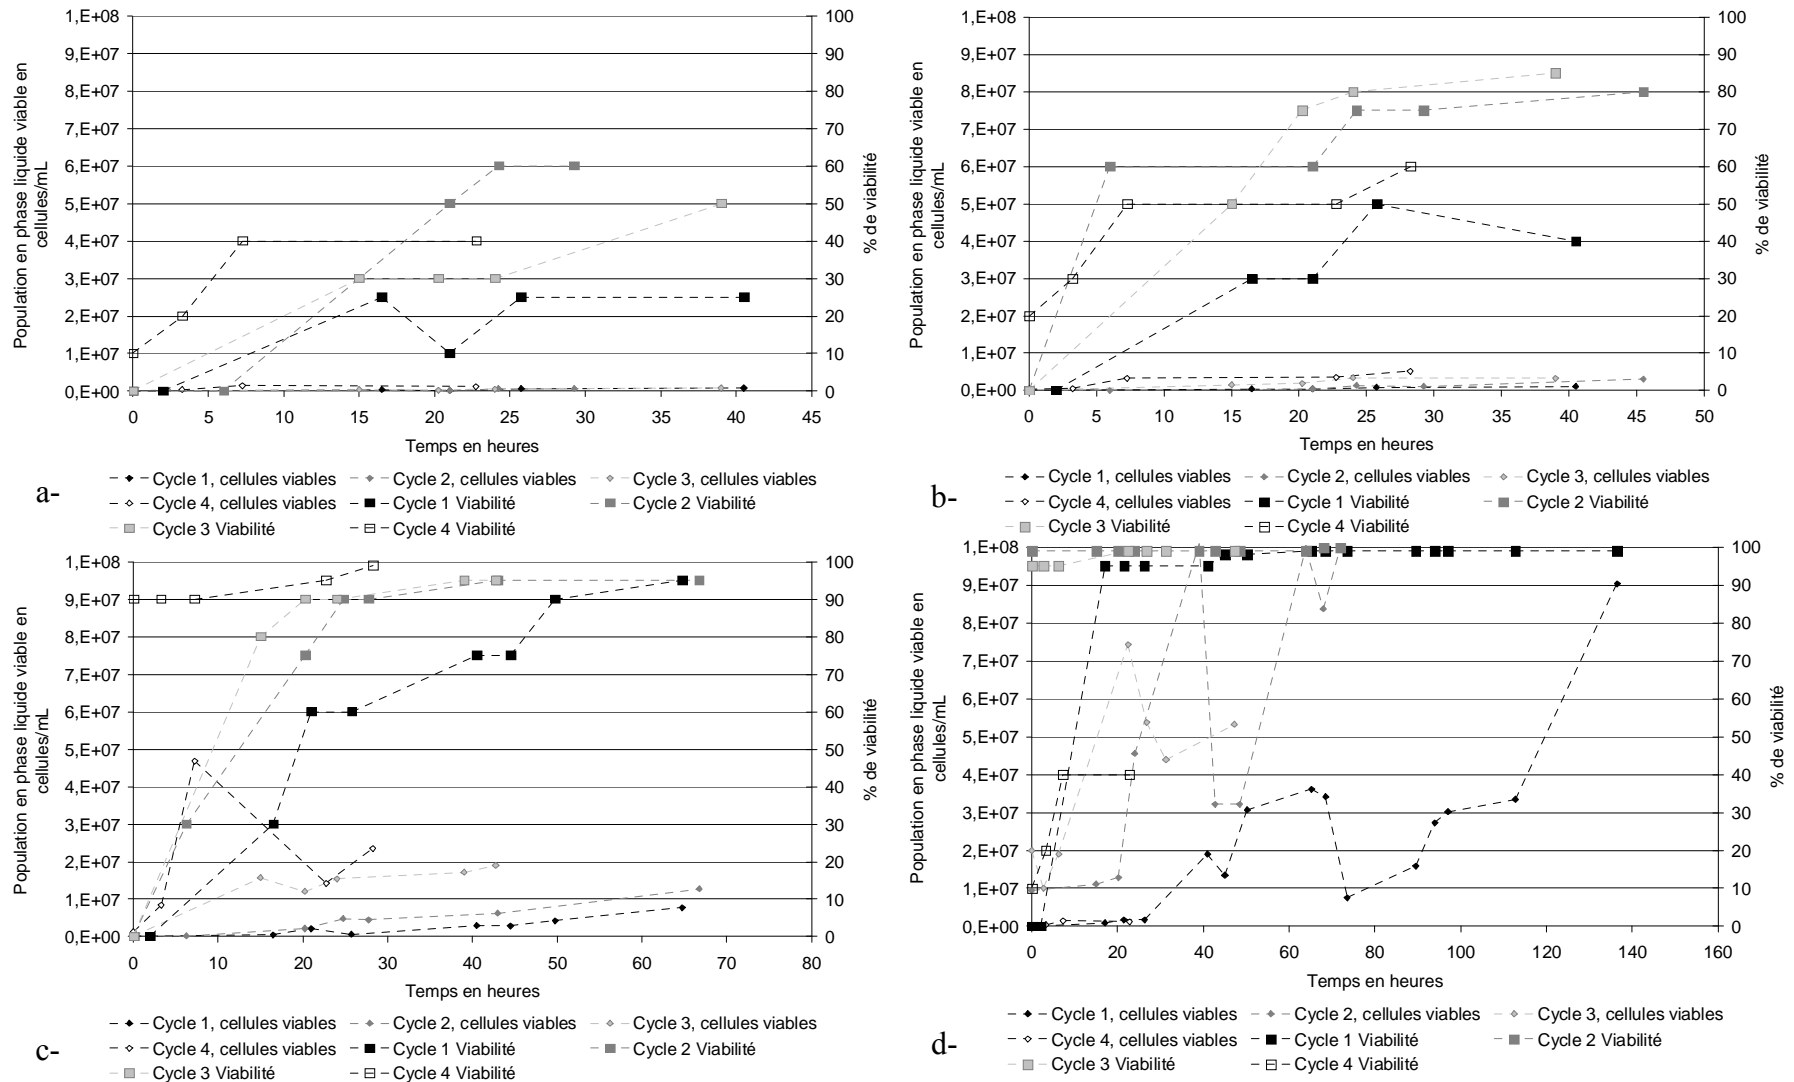 1,E+08
9,E+07
8,E+07
7,E+07
6,E+07
5,E+07
4,E+07
3,E+07
2,E+07
1,E+07
0,E+00
Population en phase liquide viable en
cellules/mL
100
90
80
70
60
50
40
30
20
10
0
% de viabilité
0 5 10 15 20 25 30 35 40 45
Temps en heures
a-
Cycle 1, cellules viables Cycle 2, cellules viables Cycle 3, cellules viables
Cycle 4, cellules viables Cycle 1 Viabilité Cycle 2 Viabilité
Cycle 3 Viabilité Cycle 4 Viabilité
1,E+08
9,E+07
8,E+07
7,E+07
6,E+07
5,E+07
4,E+07
3,E+07
2,E+07
1,E+07
0,E+00
Population en phase liquide viable en
cellules/mL
100
90
80
70
60
50
40
30
20
10
0
% de viabilité
0 5 10 15 20 25 30 35 40 45 50
Temps en heures
b-
Cycle 1, cellules viables Cycle 2, cellules viables Cycle 3, cellules viables
Cycle 4, cellules viables Cycle 1 Viabilité Cycle 2 Viabilité
Cycle 3 Viabilité Cycle 4 Viabilité
1,E+08
9,E+07
8,E+07
7,E+07
6,E+07
5,E+07
4,E+07
3,E+07
2,E+07
1,E+07
0,E+00
Population en phase liquide viable en
cellules/mL
100
90
80
70
60
50
40
30
20
10
0
% de viabilité
0 10 20 30 40 50 60 70 80
Temps en heures
c-
Cycle 1, cellules viables Cycle 2, cellules viables Cycle 3, cellules viables
Cycle 4, cellules viables Cycle 1 Viabilité Cycle 2 Viabilité
Cycle 3 Viabilité Cycle 4 Viabilité
1,E+08
9,E+07
8,E+07
7,E+07
6,E+07
5,E+07
4,E+07
3,E+07
2,E+07
1,E+07
0,E+00
Population en phase liquide viable en
cellules/mL
100
90
80
70
60
50
40
30
20
10
0
% de viabilité
0 20 40 60 80 100 120 140 160
Temps en heures
d-
Cycle 1, cellules viables Cycle 2, cellules viables Cycle 3, cellules viables
Cycle 4, cellules viables Cycle 1 Viabilité Cycle 2 Viabilité
Cycle 3 Viabilité Cycle 4 Viabilité